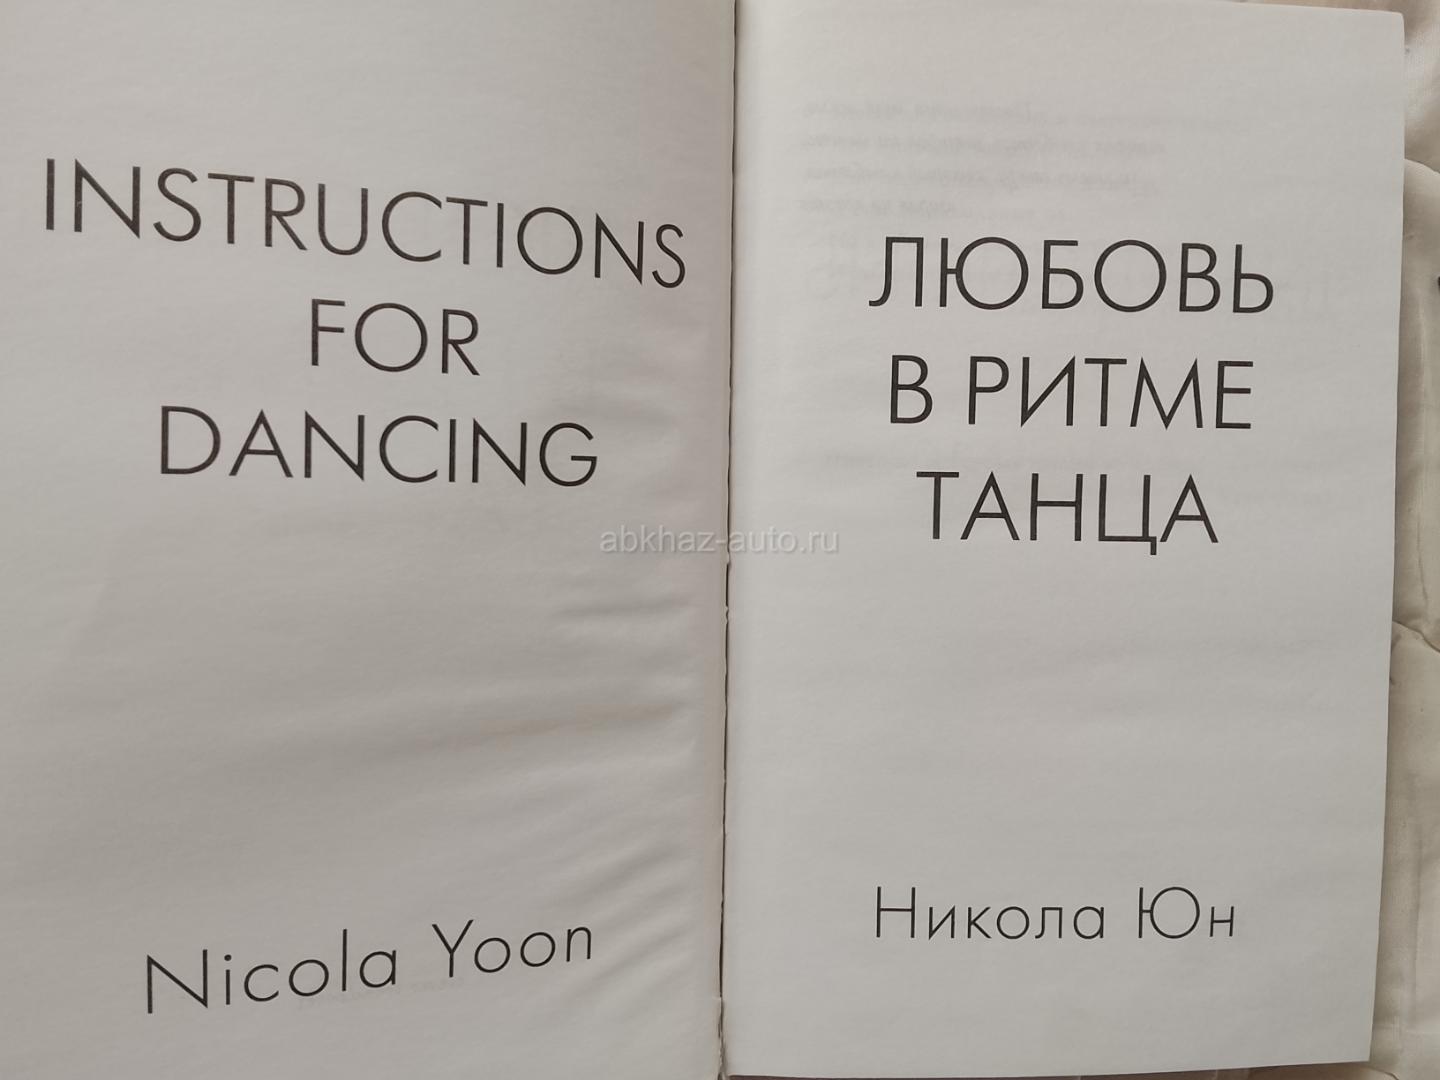 INSTRUCTIONS
FOR
DANCING
Nicola Yoon
ЛЮБОВЬ
В РИТМЕ
ТАНЦА
Никола Юн
abkhaz-auto.ru